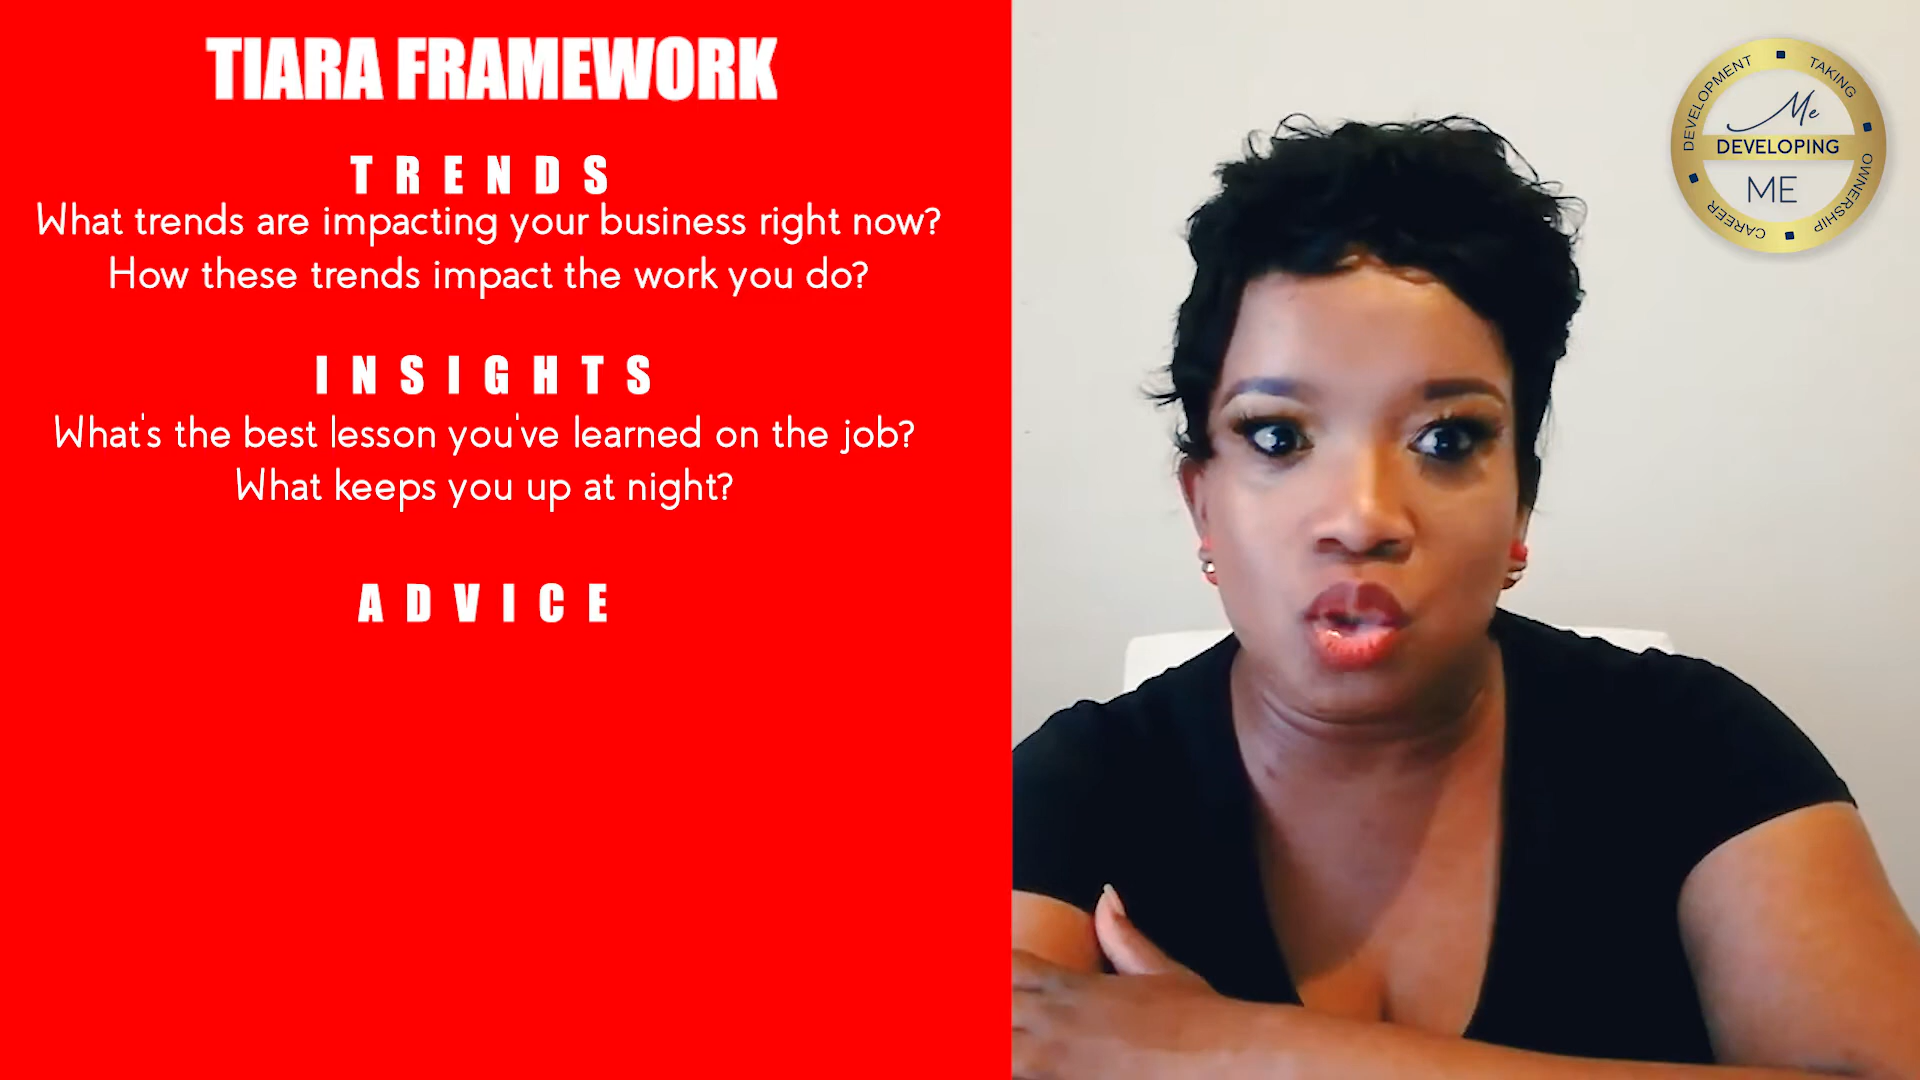 TIARA FRAMEWORK
TRENDS
What trends are impacting your business right now?
How these trends impact the work you do?
INSIGHTS
What's the best lesson you've learned on the job?
What keeps you up at night?
ADVICE
DEVELOPMENT TAKING OWNERSHIP CAREER
Me
DEVELOPING
ME